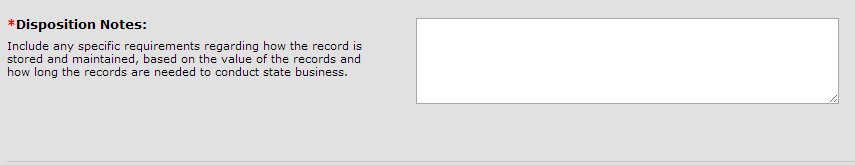 *Disposition Notes:
Include any specific requirements regarding how the record is
stored and maintained, based on the value of the records and
how long the records are needed to conduct state business.